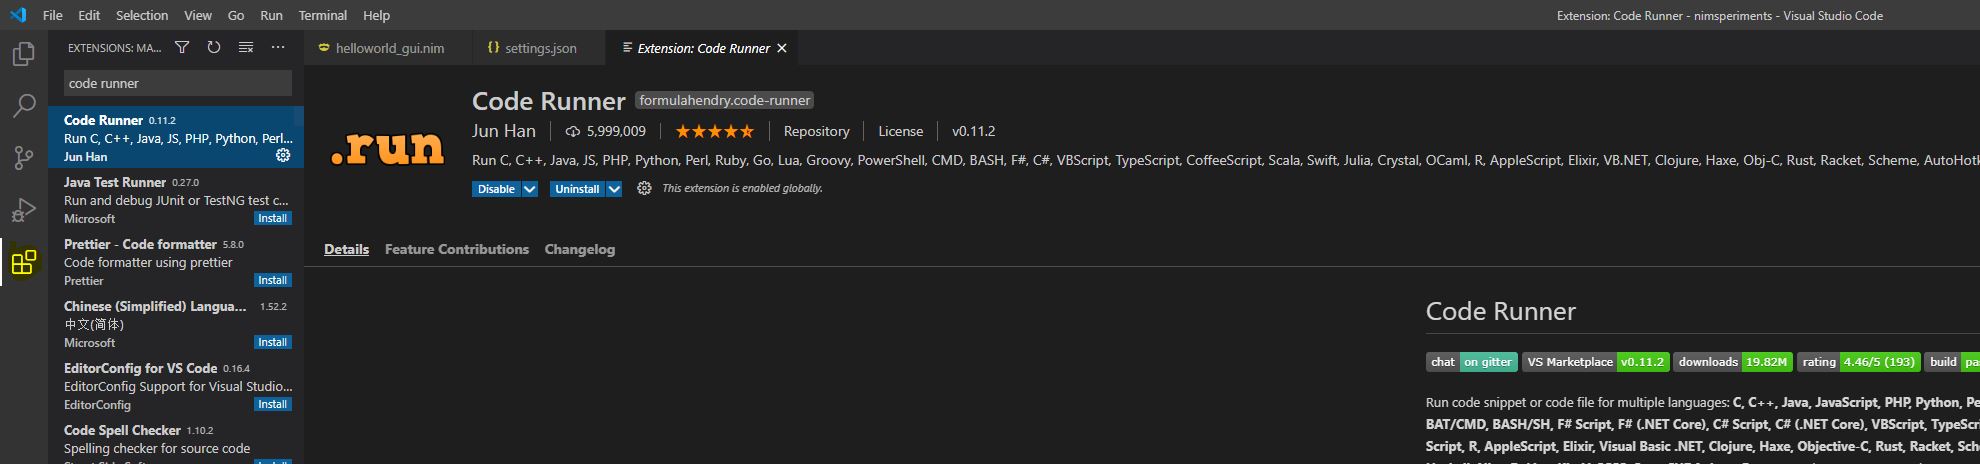 File Edit Selection View Go Run Terminal Help
Extension: Code Runner - nimsperiments - Visual Studio Code
EXTENSIONS: MA...
helloworld_gui.nim
settings.json
Extension: Code Runner
code runner
Code Runner 0.11.2
Run C, C++, Java, JS, PHP, Python, Perl...
Jun Han
Java Test Runner 0.27.0
Run and debug JUnit or TestNG test c...
Microsoft Install
Prettier - Code formatter 5.8.0
Code formatter using prettier
Prettier Install
Chinese (Simplified) Langua... 1.52.2
中文(简体)
Microsoft Install
EditorConfig for VS Code 0.16.4
EditorConfig Support for Visual Studio...
EditorConfig Install
Code Spell Checker 1.10.2
Spelling checker for source code
.run
Code Runner formulahendry.code-runner
Jun Han 5,999,009 Repository License v0.11.2
Run C, C++, Java, JS, PHP, Python, Perl, Ruby, Go, Lua, Groovy, PowerShell, CMD, BASH, F#, C#, VBScript, TypeScript, CoffeeScript, Scala, Swift, Julia, Crystal, OCaml, R, AppleScript, Elixir, VB.NET, Clojure, Haxe, Obj-C, Rust, Racket, Scheme, AutoHotk
Disable Uninstall This extension is enabled globally.
Details Feature Contributions Changelog
Code Runner
chat on gitter VS Marketplace v0.11.2 downloads 19.82M rating 4.46/5 (193) build pa
Run code snippet or code file for multiple languages: C, C++, Java, JavaScript, PHP, Python, Pe
BAT/CMD, BASH/SH, F# Script, F# (.NET Core), C# Script, C# (.NET Core), VBScript, TypeScri
Script, R, AppleScript, Elixir, Visual Basic .NET, Clojure, Haxe, Objective-C, Rust, Racket, Sche